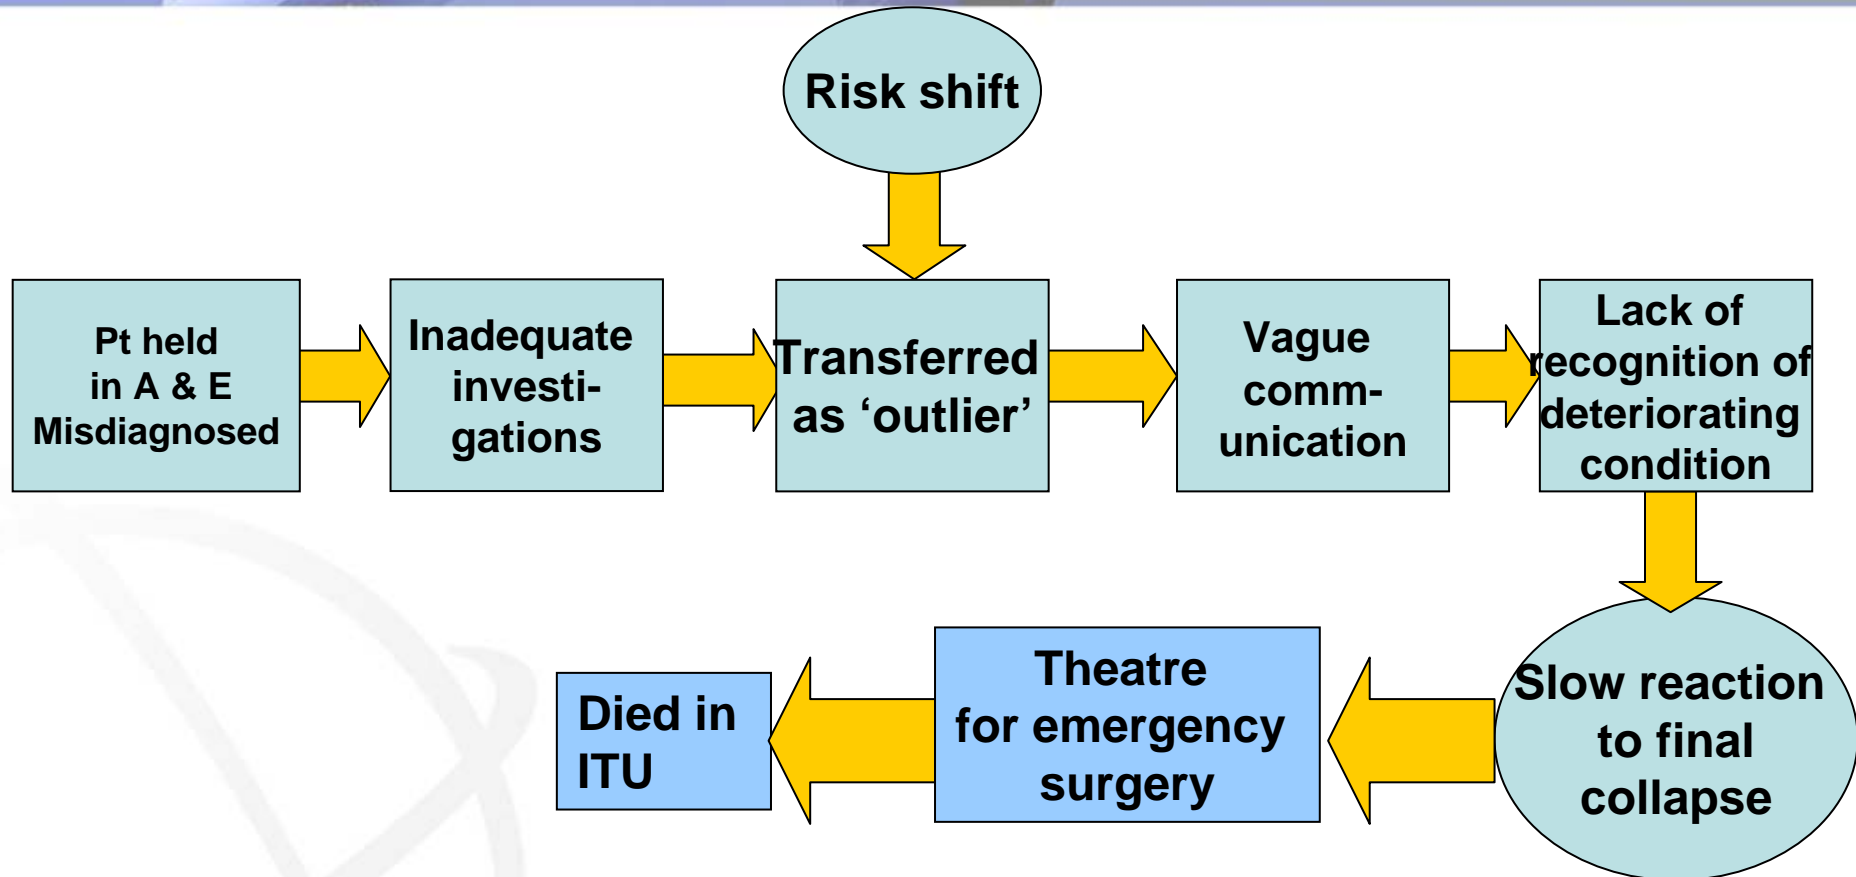 Risk shift
Pt held
in A & E
Misdiagnosed
Inadequate
investi-
gations
Transferred
as ‘outlier’
Vague
comm-
unication
Lack of
recognition of
deteriorating
condition
Slow reaction
to final
collapse
Theatre
for emergency
surgery
Died in
ITU